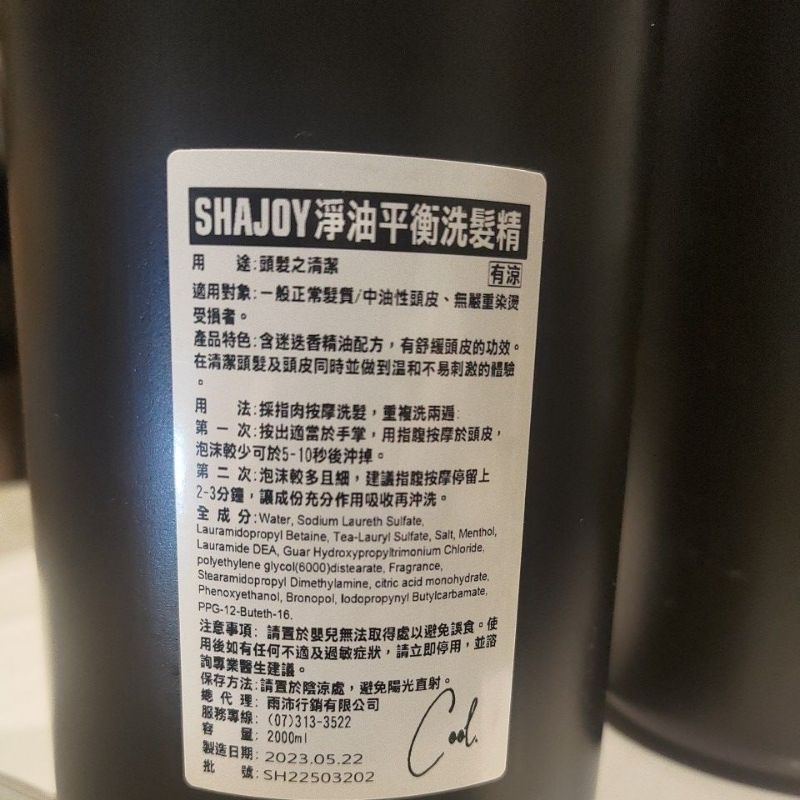 SHAJOY淨油平衡洗髮精
用　　途:頭髮之清潔
有涼
適用對象:一般正常髮質/中油性頭皮、無嚴重染燙
受損者。
產品特色:含迷迭香精油配方，有舒緩頭皮的功效。
在清潔頭髮及頭皮同時並做到溫和不易刺激的體驗
。
用　　法:採指肉按摩洗髮，重複洗兩遍:
第 一 次:按出適當於手掌，用指腹按摩於頭皮，
泡沫較少可於5-10秒後沖掉。
第 二 次:泡沫較多且細，建議指腹按摩停留上
2-3分鐘，讓成份充分作用吸收再沖洗。
全 成 分:Water, Sodium Laureth Sulfate,
Lauramidopropyl Betaine, Tea-Lauryl Sulfate, Salt, Menthol,
Lauramide DEA, Guar Hydroxypropyltrimonium Chloride,
polyethylene glycol(6000)distearate, Fragrance,
Stearamidopropyl Dimethylamine, citric acid monohydrate,
Phenoxyethanol, Bronopol, Iodopropynyl Butylcarbamate,
PPG-12-Buteth-16.
注意事項: 請置於嬰兒無法取得處以避免誤食。使
用後如有任何不適及過敏症狀，請立即停用，並諮
詢專業醫生建議。
保存方法:請置於陰涼處，避免陽光直射。
總 代 理: 雨沛行銷有限公司
服務專線: (07)313-3522
容　　量: 2000ml
製造日期: 2023.05.22
批　　號:SH22503202
Cool.